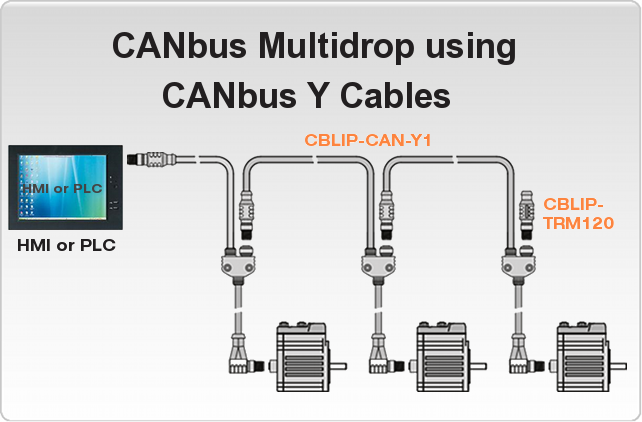 CANbus Multidrop using
CANbus Y Cables
CBLIP-CAN-Y1
HMI or PLC
CBLIP-
TRM120
HMI or PLC